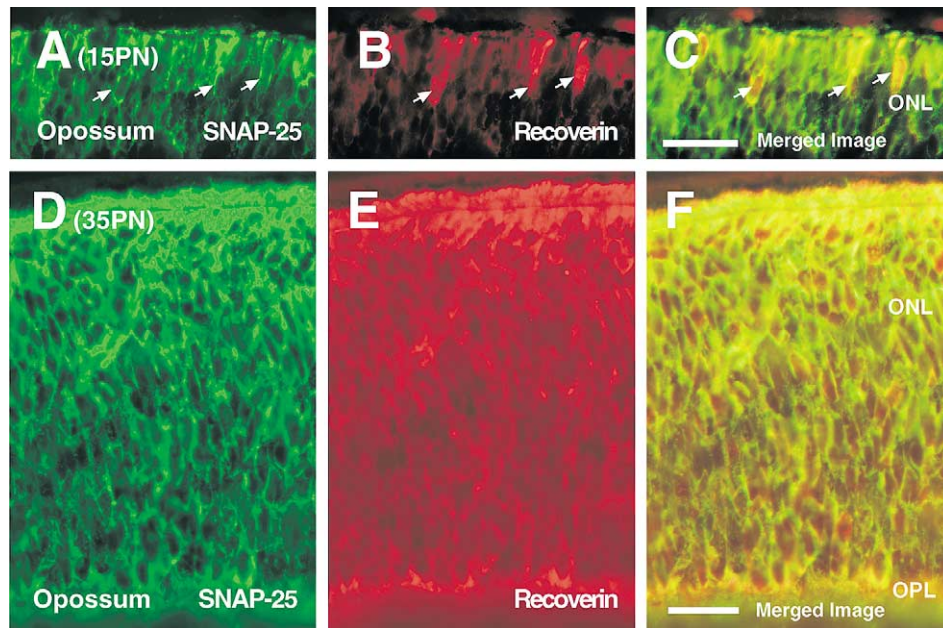 A (15PN)
Opossum SNAP-25
B
Recoverin
C
ONL
Merged Image
D (35PN)
Opossum SNAP-25
E
Recoverin
F
ONL
OPL
Merged Image